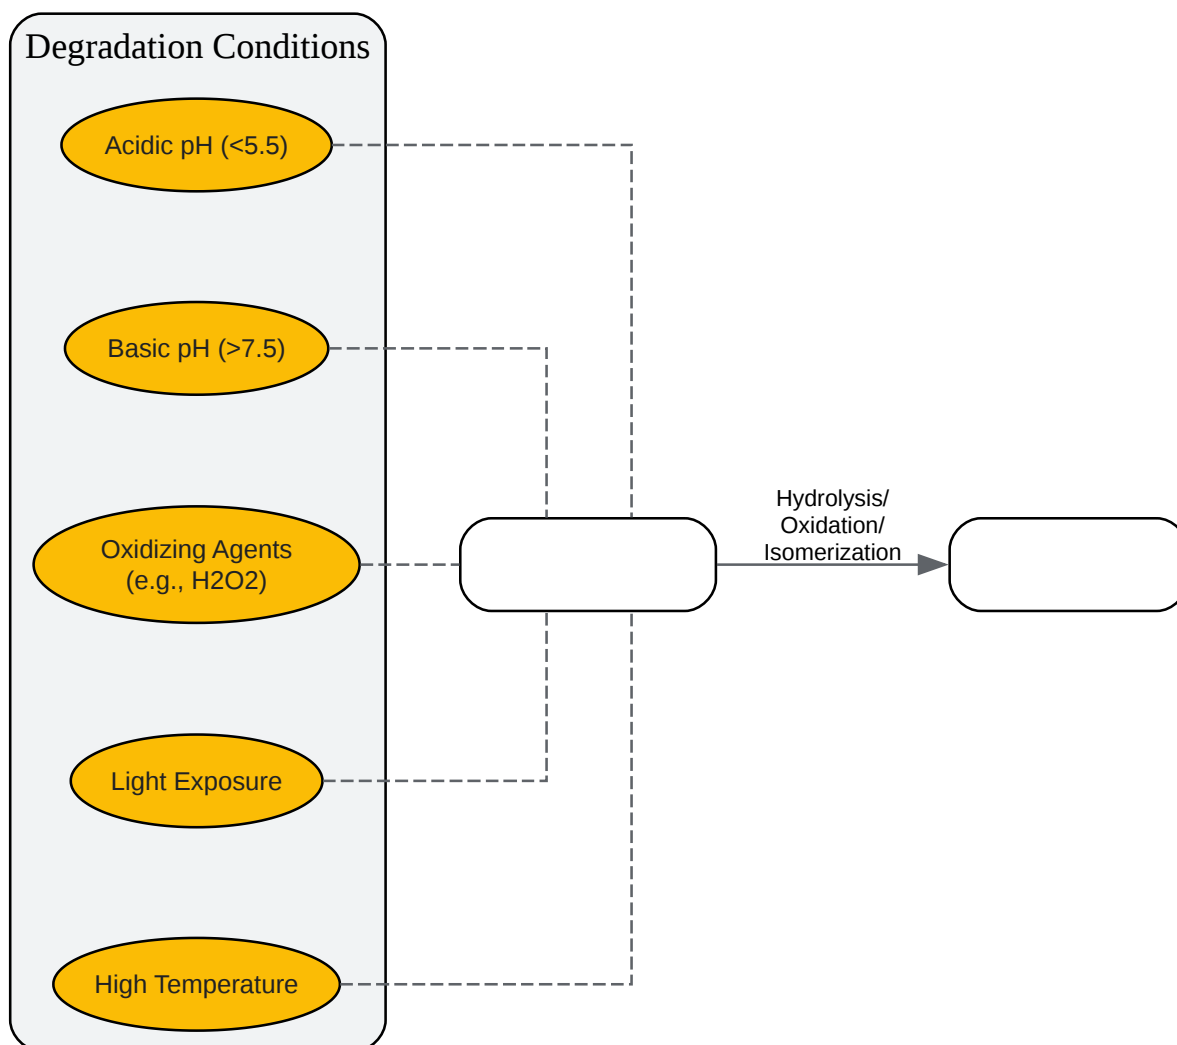 Degradation Conditions
Acidic pH (<5.5)
Basic pH (>7.5)
Oxidizing Agents
(e.g., H2O2)
Light Exposure
High Temperature
Hydrolysis/
Oxidation/
Isomerization